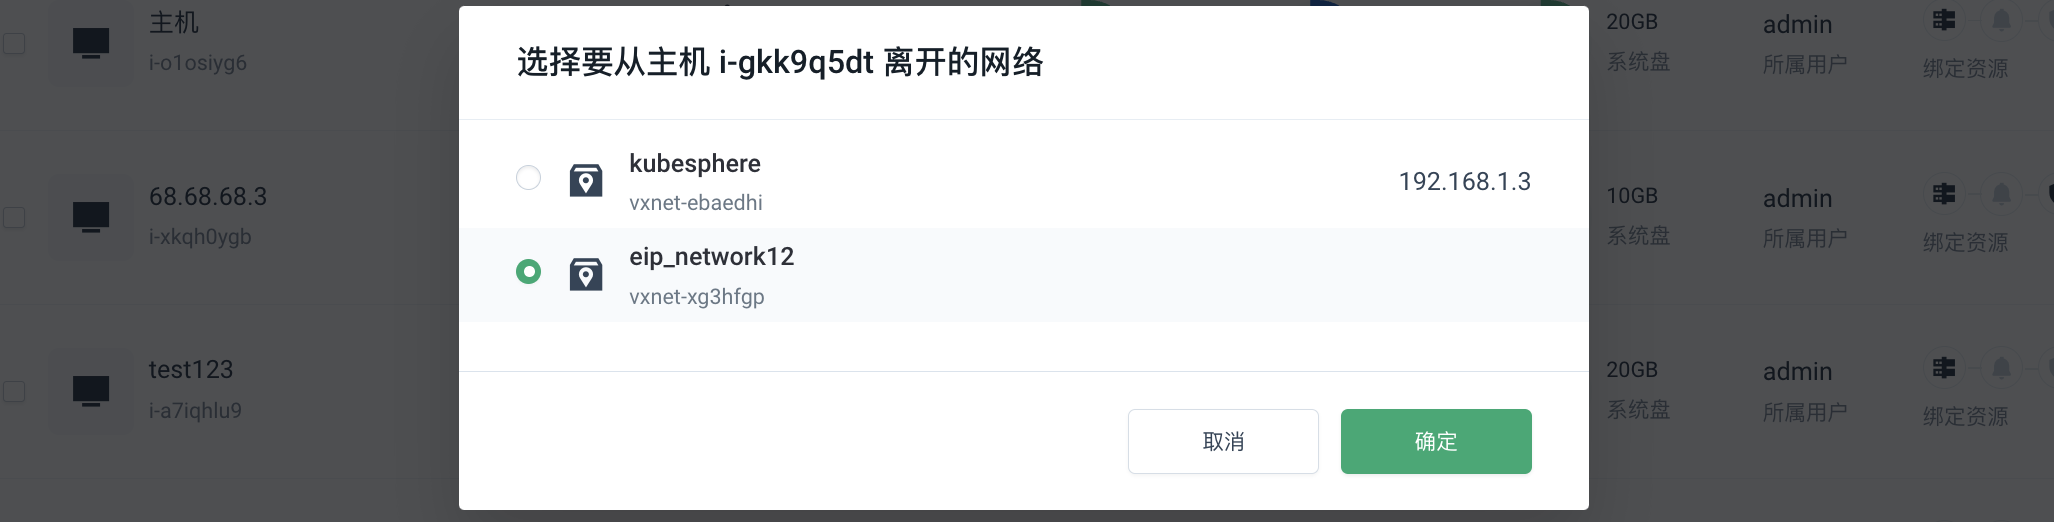 主机
i-o1osiyg6
20GB
系统盘
admin
所属用户
绑定资源
选择要从主机 i-gkk9q5dt 离开的网络
kubesphere
vxnet-ebaedhi
192.168.1.3
eip_network12
vxnet-xg3hfgp
取消
确定
68.68.68.3
i-xkqh0ygb
10GB
系统盘
admin
所属用户
绑定资源
test123
i-a7iqhlu9
20GB
系统盘
admin
所属用户
绑定资源